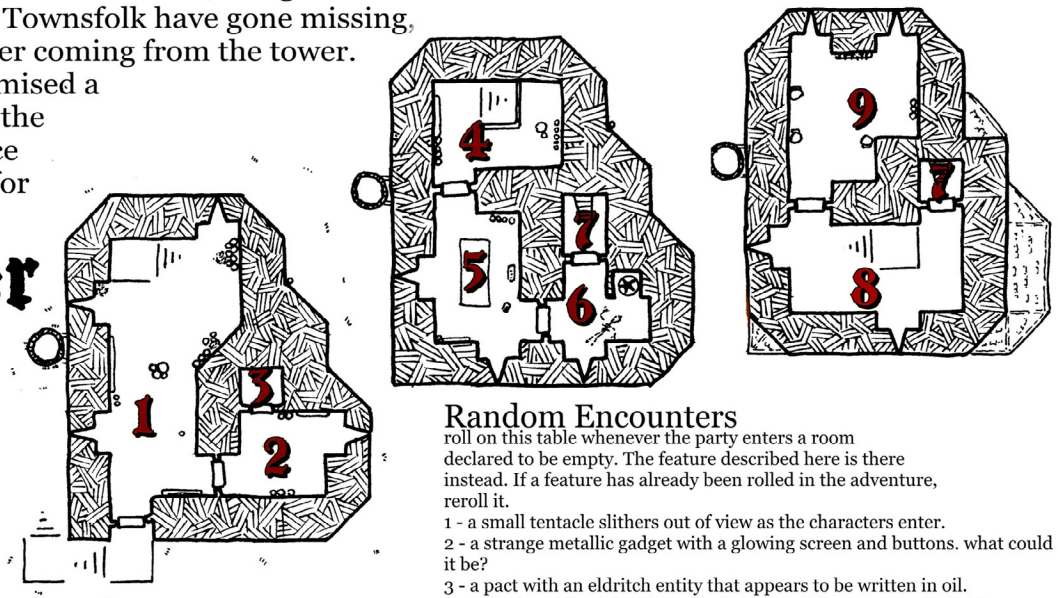 Townsfolk have gone missing,
er coming from the tower.
mised a
the
ce
for
4
9
7
7
5
6
8
3
1
2
Random Encounters
roll on this table whenever the party enters a room
declared to be empty. The feature described here is there
instead. If a feature has already been rolled in the adventure,
reroll it.
1 - a small tentacle slithers out of view as the characters enter.
2 - a strange metallic gadget with a glowing screen and buttons. what could
it be?
3 - a pact with an eldritch entity that appears to be written in oil.